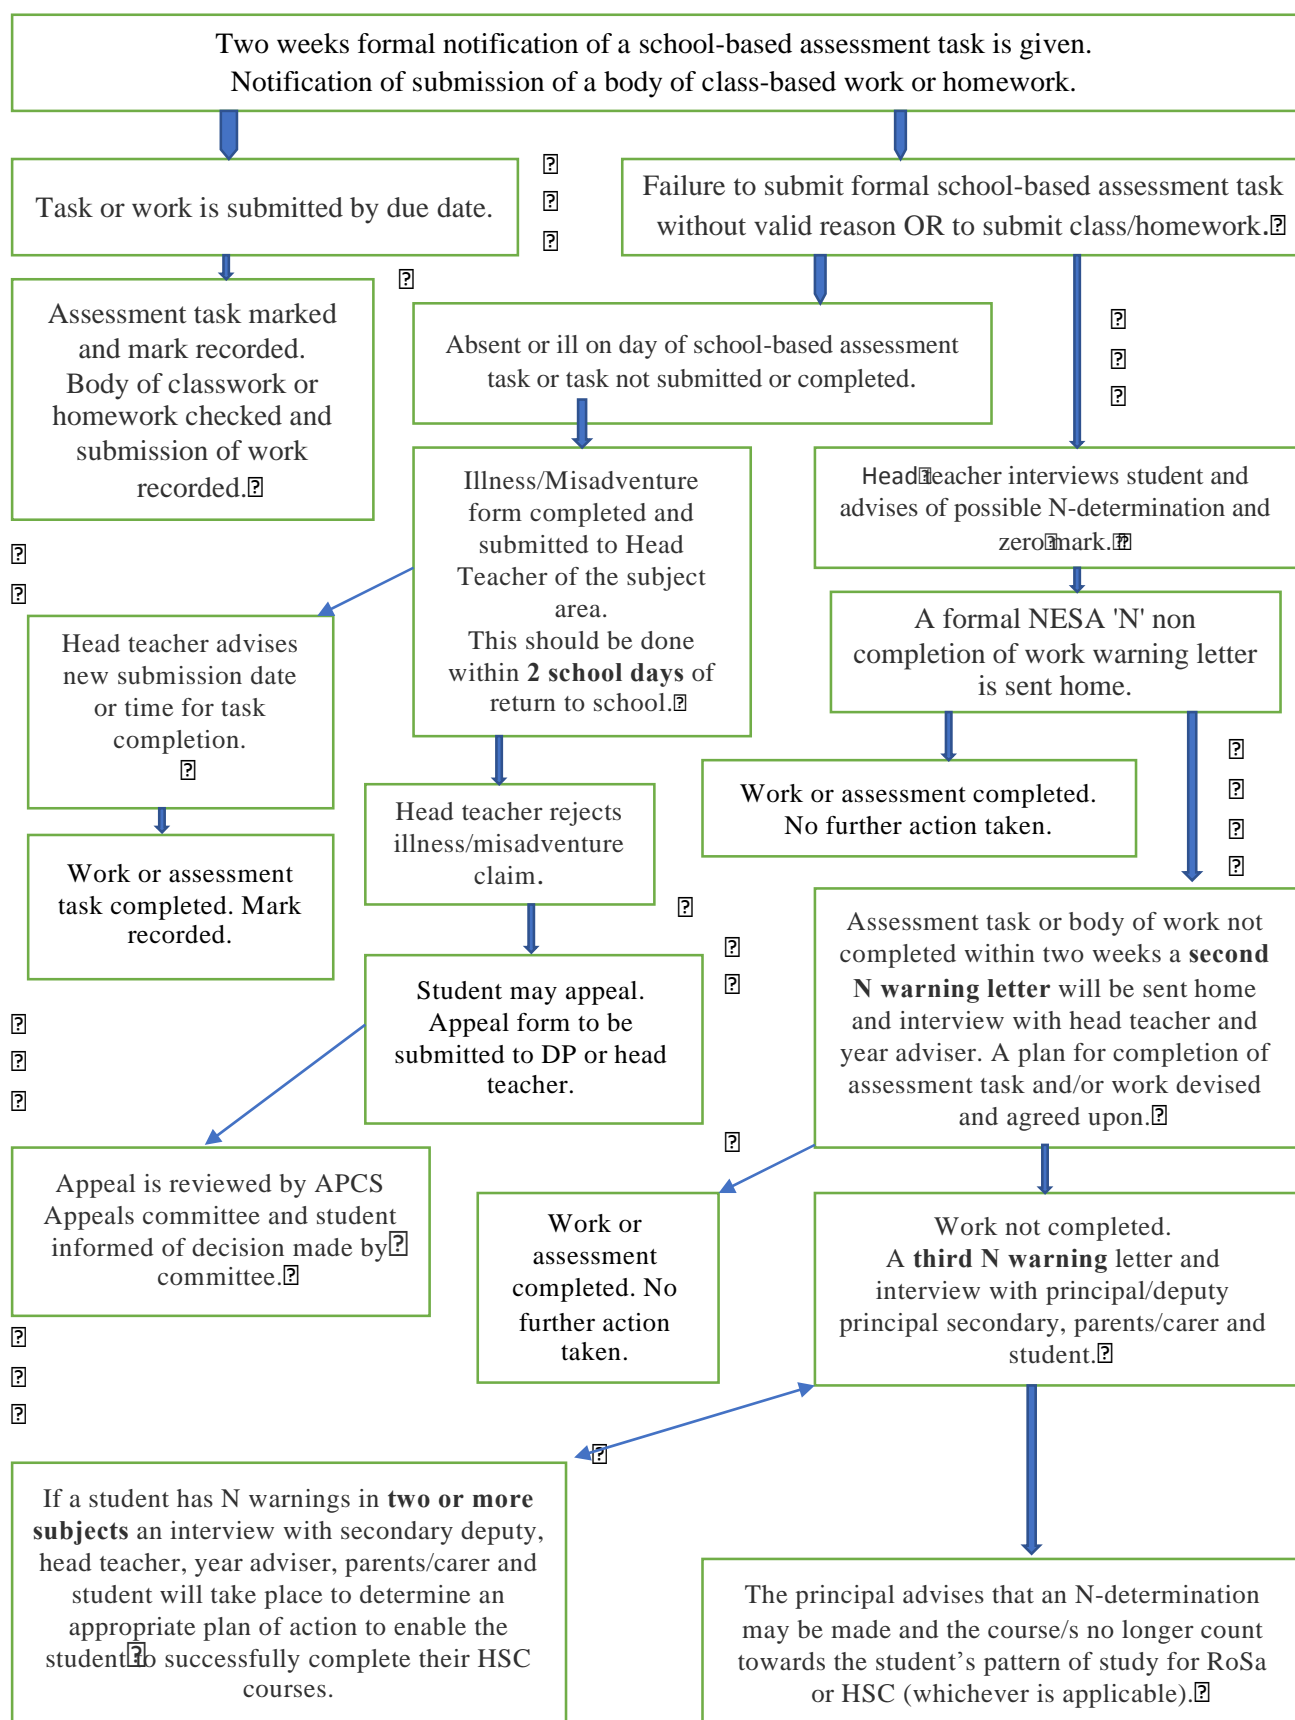 Two weeks formal notification of a school-based assessment task is given.
Notification of submission of a body of class-based work or homework.
Task or work is submitted by due date.
Failure to submit formal school-based assessment task
without valid reason OR to submit class/homework.
Assessment task marked
and mark recorded.
Body of classwork or
homework checked and
submission of work
recorded.
Absent or ill on day of school-based assessment
task or task not submitted or completed.
Illness/Misadventure
form completed and
submitted to Head
Teacher of the subject
area.
This should be done
within 2 school days of
return to school.
Head teacher interviews student and
advises of possible N-determination and
zero mark.
Head teacher advises
new submission date
or time for task
completion.
A formal NESA 'N' non
completion of work warning letter
is sent home.
Work or assessment
task completed. Mark
recorded.
Head teacher rejects
illness/misadventure
claim.
Work or assessment completed.
No further action taken.
Student may appeal.
Appeal form to be
submitted to DP or head
teacher.
Assessment task or body of work not
completed within two weeks a second
N warning letter will be sent home
and interview with head teacher and
year adviser. A plan for completion of
assessment task and/or work devised
and agreed upon.
Appeal is reviewed by APCS
Appeals committee and student
informed of decision made by
committee.
Work or
assessment
completed. No
further action
taken.
Work not completed.
A third N warning letter and
interview with principal/deputy
principal secondary, parents/carer and
student.
If a student has N warnings in two or more
subjects an interview with secondary deputy,
head teacher, year adviser, parents/carer and
student will take place to determine an
appropriate plan of action to enable the
student to successfully complete their HSC
courses.
The principal advises that an N-determination
may be made and the course/s no longer count
towards the student’s pattern of study for RoSa
or HSC (whichever is applicable).